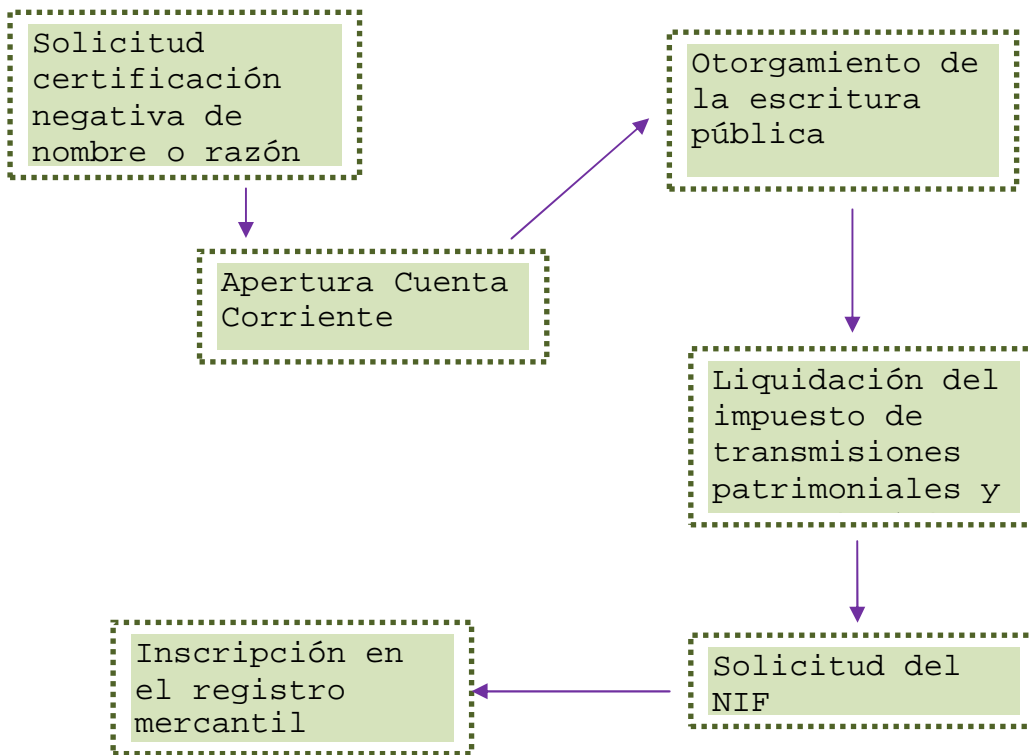 Solicitud
certificación
negativa de
nombre o razón
Apertura Cuenta
Corriente
Otorgamiento de
la escritura
pública
Liquidación del
impuesto de
transmisiones
patrimoniales y
Solicitud del
NIF
Inscripción en
el registro
mercantil